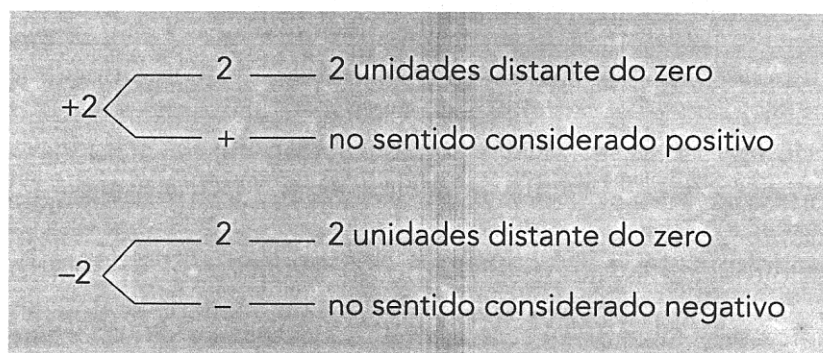 2 2 unidades distante do zero
+2
+ no sentido considerado positivo
2 2 unidades distante do zero
–2
– no sentido considerado negativo